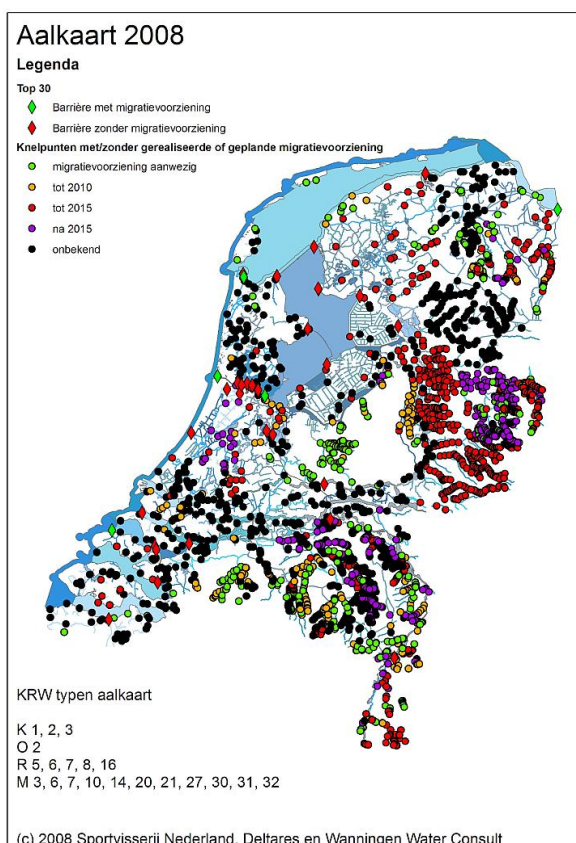 Aalkaart 2008
Legenda
Top 30
Barrière met migratievoorziening
Barrière zonder migratievoorziening
Knelpunten met/zonder gerealiseerde of geplande migratievoorziening
migratievoorziening aanwezig
tot 2010
tot 2015
na 2015
onbekend
KRW typen aalkaart
K 1, 2, 3
O 2
R 5, 6, 7, 8, 16
M 3, 6, 7, 10, 14, 20, 21, 27, 30, 31, 32
(c) 2008 Sportvisserij Nederland, Deltares en Wanningen Water Consult